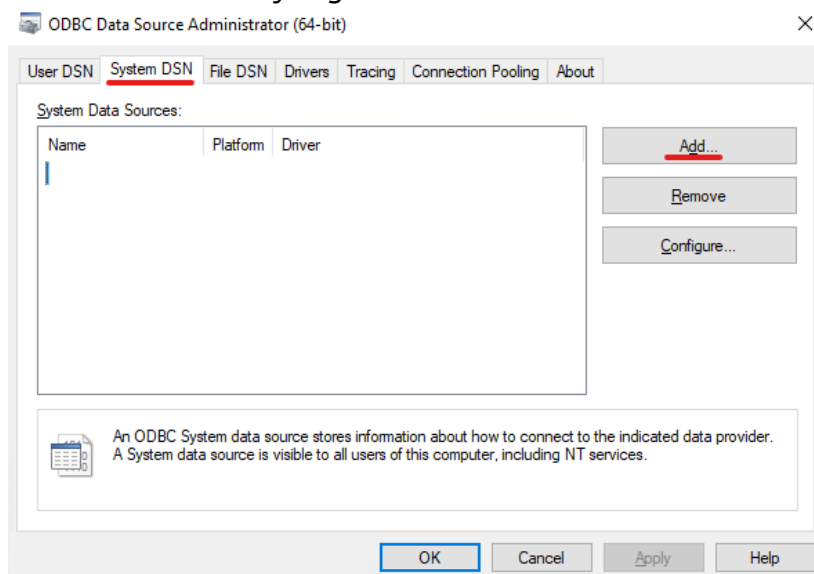 ODBC Data Source Administrator (64-bit)
User DSN System DSN File DSN Drivers Tracing Connection Pooling About
System Data Sources:
Name Platform Driver
Add...
Remove
Configure...
An ODBC System data source stores information about how to connect to the indicated data provider.
A System data source is visible to all users of this computer, including NT services.
OK Cancel Apply Help